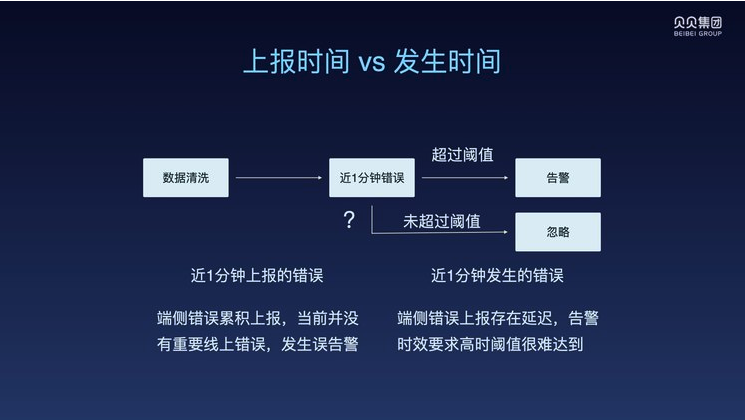 贝贝集团
BEIBEI GROUP
上报时间 vs 发生时间
超过阈值
数据清洗
近1分钟错误
告警
?
未超过阈值
忽略
近1分钟上报的错误
近1分钟发生的错误
端侧错误累积上报，当前并没
有重要线上错误，发生误告警
端侧错误上报存在延迟，告警
时效要求高时阈值很难达到